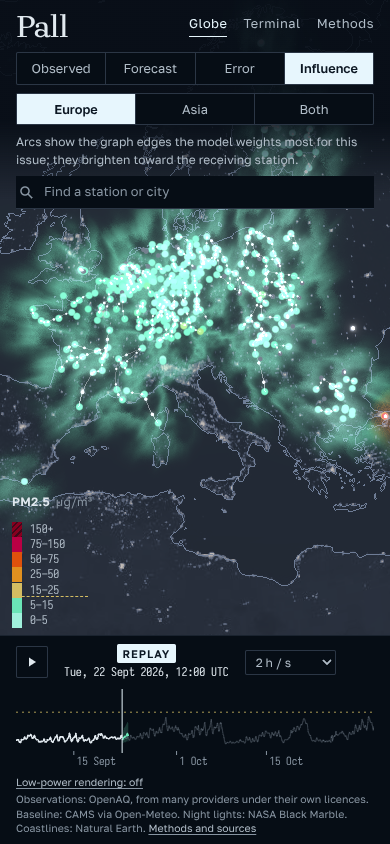 Pall
Globe Terminal Methods
Observed Forecast Error Influence
Europe Asia Both
Arcs show the graph edges the model weights most for this
issue; they brighten toward the receiving station.
Find a station or city
PM2.5 µg/m³
150+
75–150
50–75
25–50
15–25
5–15
0–5
REPLAY
Tue, 22 Sept 2026, 12:00 UTC
2 h / s
15 Sept 1 Oct 15 Oct
Low-power rendering: off
Observations: OpenAQ, from many providers under their own licences.
Baseline: CAMS via Open-Meteo. Night lights: NASA Black Marble.
Coastlines: Natural Earth. Methods and sources